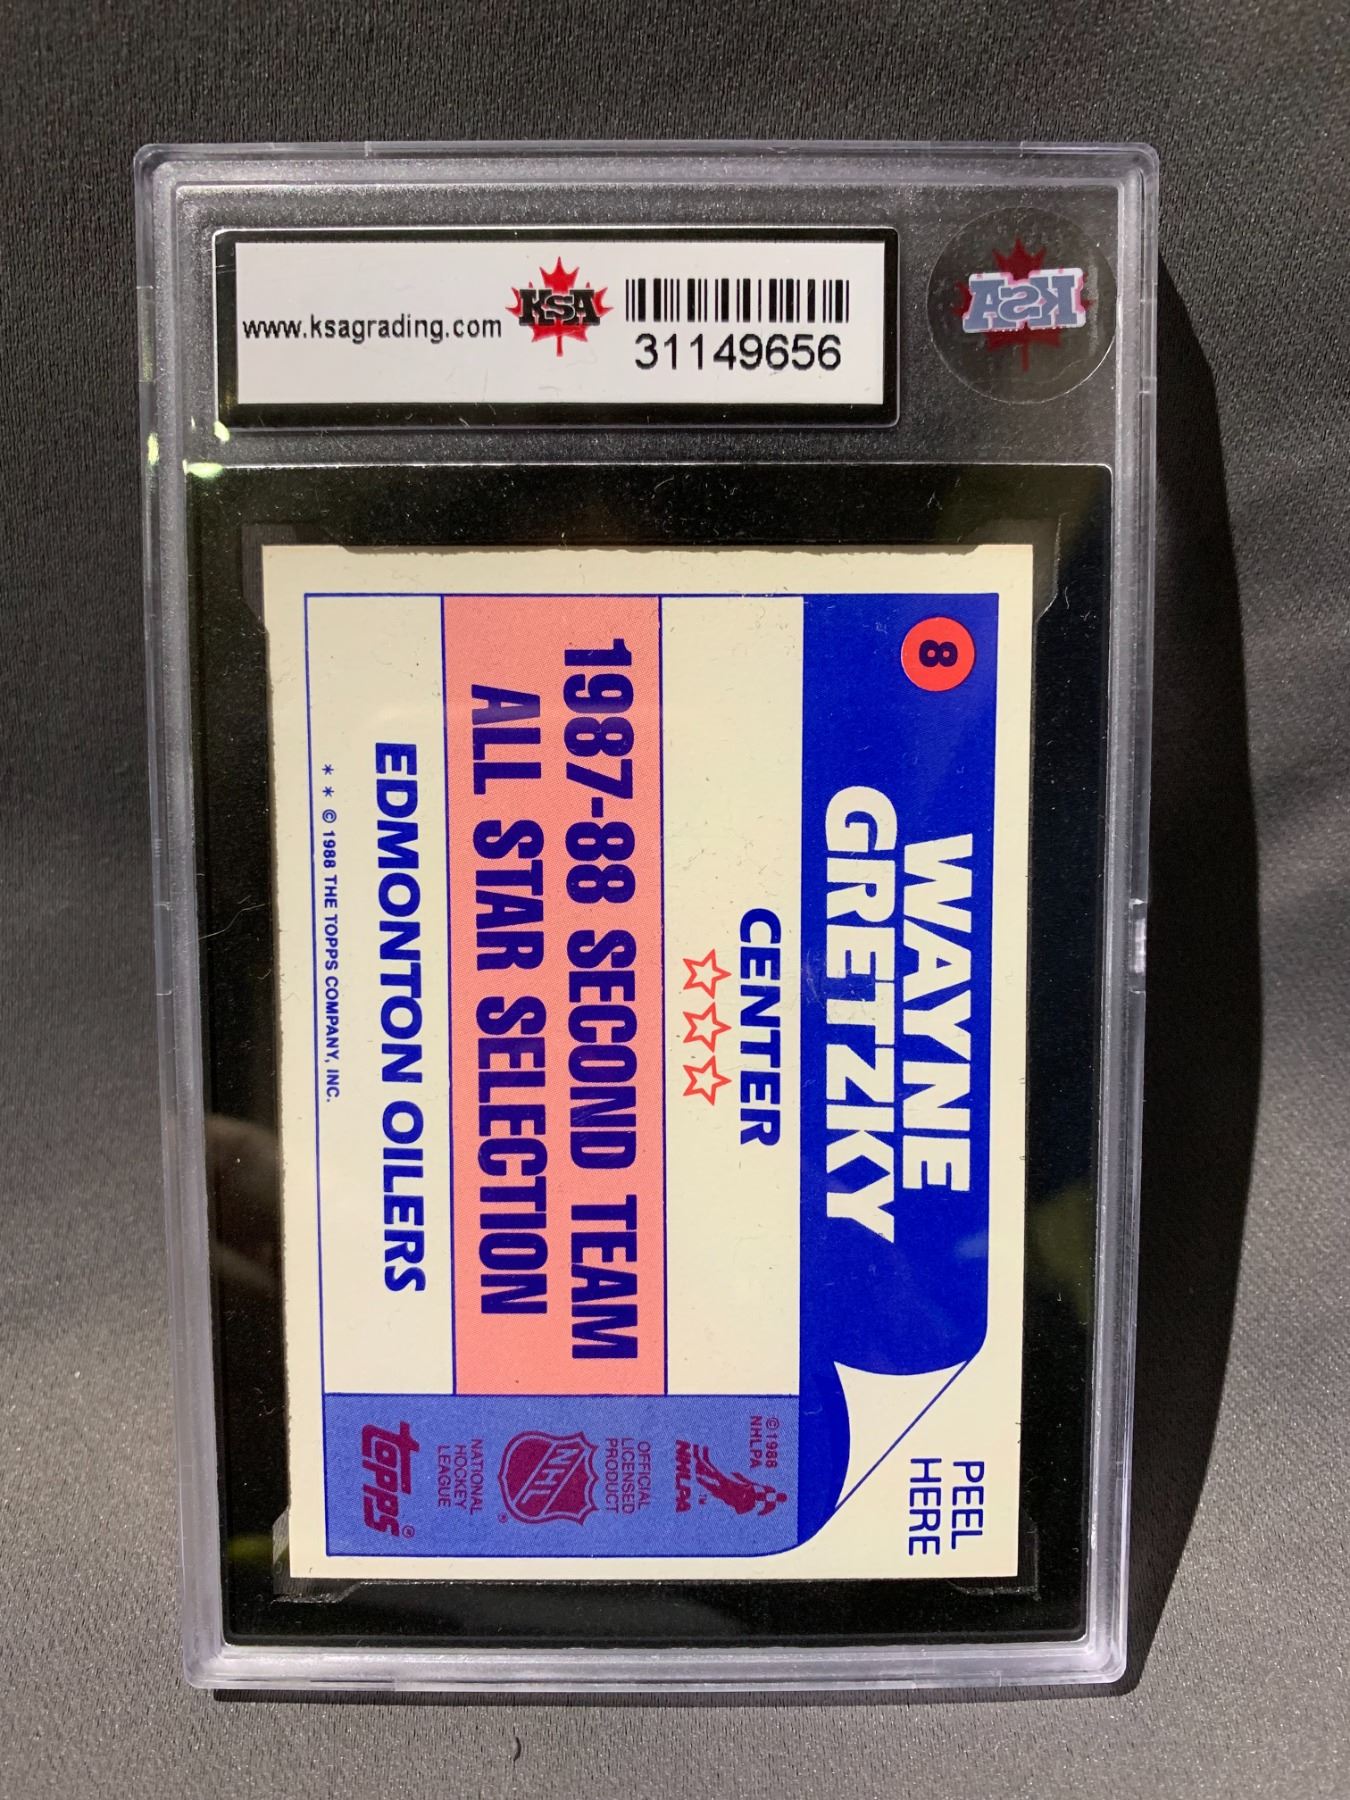 www.ksagrading.com
KSA
31149656
KSA
8
WAYNE
GRETZKY
PEEL
HERE
CENTER
1987-88 SECOND TEAM
ALL STAR SELECTION
EDMONTON OILERS
* * © 1988 THE TOPPS COMPANY, INC.
©1988
NHLPA
NHLPA™
OFFICIAL
LICENSED
PRODUCT
NHL®
NATIONAL
HOCKEY
LEAGUE
TOPPS®